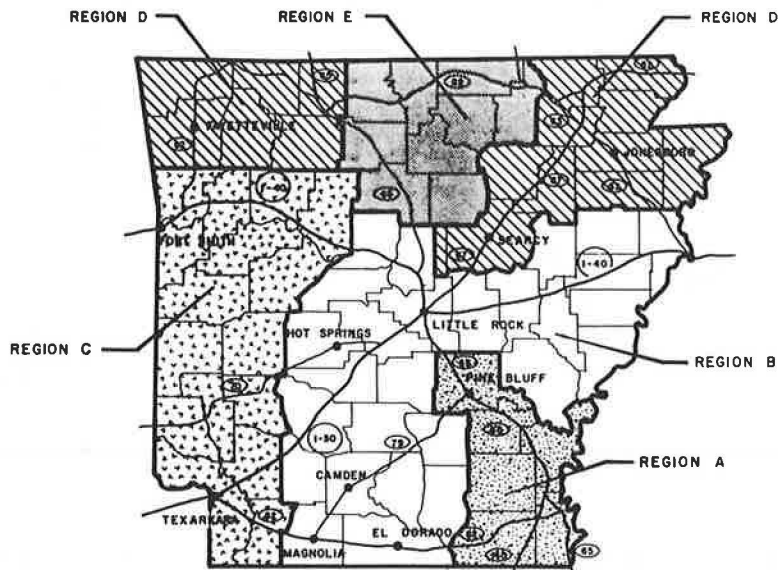 REGION D
REGION E
REGION D
FAYETTEVILLE
JONESBORO
I-40
FORT SMITH
SEARCY
67
I-40
LITTLE ROCK
HOT SPRINGS
REGION C
REGION B
PINE BLUFF
I-30
79
CAMDEN
REGION A
TEXARKANA
EL DORADO
MAGNOLIA
65